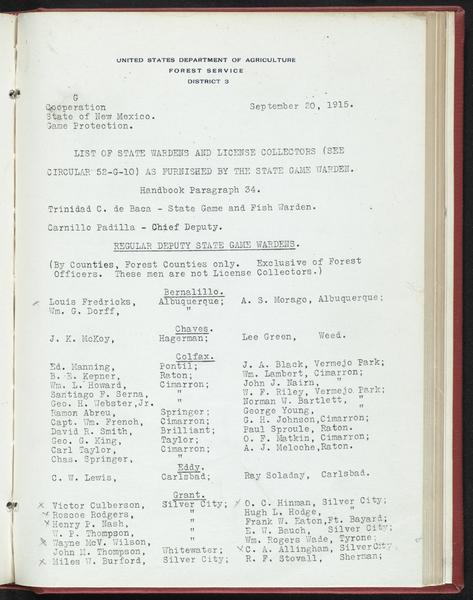 UNITED STATES DEPARTMENT OF AGRICULTURE
FOREST SERVICE
DISTRICT 3
G
Cooperation September 20, 1915.
State of New Mexico.
Game Protection.
LIST OF STATE WARDENS AND LICENSE COLLECTORS (SEE
CIRCULAR 52-G-10) AS FURNISHED BY THE STATE GAME WARDEN.
Handbook Paragraph 34.
Trinidad C. de Baca - State Game and Fish Warden.
Carnillo Padilla - Chief Deputy.
REGULAR DEPUTY STATE GAME WARDENS.
(By Counties, Forest Counties only. Exclusive of Forest
Officers. These men are not License Collectors.)
Bernalillo.
Louis Fredricks, Albuquerque; A. S. Morago, Albuquerque;
Wm. G. Dorff, "
Chaves.
J. K. McKoy, Hagerman; Lee Green, Weed.
Colfax.
Ed. Manning, Pontil; J. A. Black, Vermejo Park;
B. E. Kepner, Raton; Wm. Lambert, Cimarron;
Wm. L. Howard, Cimarron; John J. Nairn, "
Santiago F. Serna, " W. F. Riley, Vermejo Park;
Geo. H. Webster, Jr. " Norman W. Bartlett, "
Ramon Abreu, Springer; George Young, "
Capt. Wm. French, Cimarron; G. H. Johnson, Cimarron;
David R. Smith, Brilliant; Paul Sproule, Raton.
Geo. G. King, Taylor; O. F. Matkin, Cimarron;
Carl Taylor, Cimarron; A. J. Meloche, Raton.
Chas. Springer, "
Eddy.
C. W. Lewis, Carlsbad; Ray Soladay, Carlsbad.
Grant.
x Victor Culberson, Silver City; x O. C. Hinman, Silver City;
x Roscoe Rodgers, " Hugh L. Hodge, "
x Henry P. Nash, " Frank W. Eaton, Ft. Bayard;
W. P. Thompson, " E. W. Bauch, Silver City;
x Wayne McV. Wilson, " Wm. Rogers Wade, Tyrone;
John M. Thompson, Whitewater; x C. A. Allingham, Silver City
x Miles W. Burford, Silver City; R. F. Stovall, Sherman;